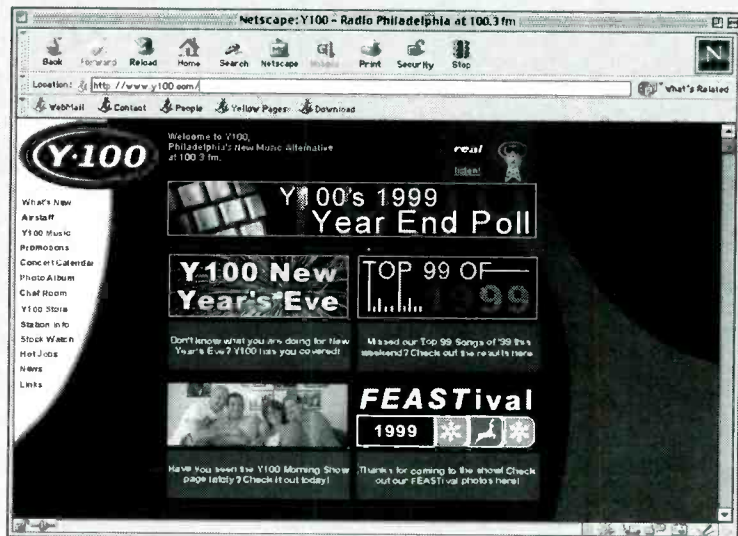 Netscape: Y100 - Radio Philadelphia at 100.3 fm
Back Forward Reload Home Search Netscape Images Print Security Stop
N
Location: http://www.y100.com/
What's Related
WebMail Contact People Yellow Pages Download
Y·100
Welcome to Y100,
Philadelphia's New Music Alternative
at 100.3 fm.
real
listen!
What's New
Airstaff
Y100 Music
Promotions
Concert Calendar
Photo Album
Chat Room
Y100 Store
Station Info
Stock Watch
Hot Jobs
News
Links
Y100's 1999
Year End Poll
Y100 New
Year's Eve
TOP 99 OF
1999
Don't know what you are doing for New
Year's Eve? Y100 has you covered!
Missed our Top 99 Songs of '99 this
weekend? Check out the results here
FEASTival
1999
Have you seen the Y100 Morning Show
page lately? Check it out today!
Thanks for coming to the show! Check
out our FEASTival photos here!